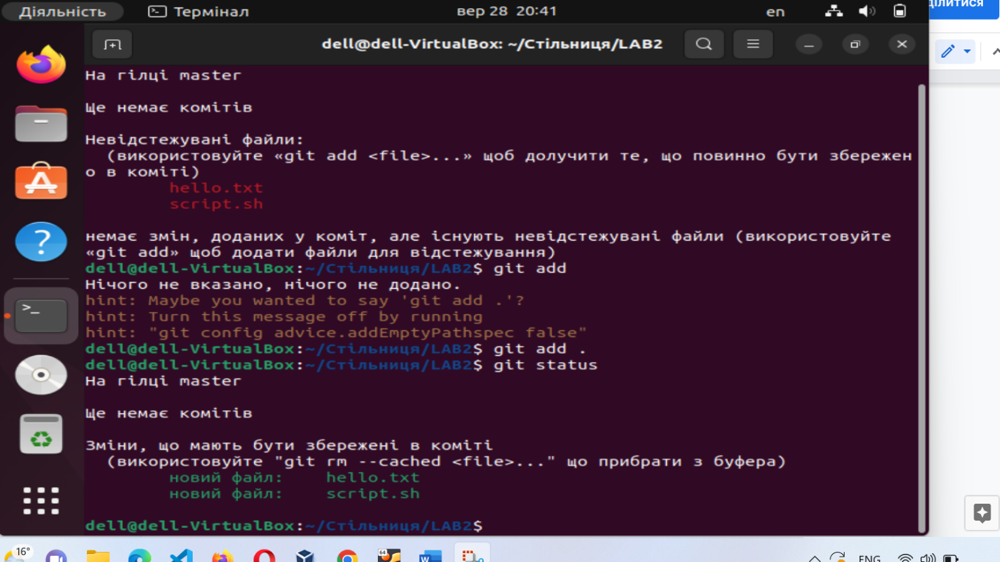 Діяльність
Термінал
вер 28 20:41
en
ділитися
dell@dell-VirtualBox: ~/Стільниця/LAB2
На гілці master
Ще немає комітів
Невідстежувані файли:
(використовуйте «git add <file>...» щоб долучити те, що повинно бути збережен
о в коміті)
hello.txt
script.sh
немає змін, доданих у коміт, але існують невідстежувані файли (використовуйте
«git add» щоб додати файли для відстежування)
dell@dell-VirtualBox:~/Стільниця/LAB2$ git add
Нічого не вказано, нічого не додано.
hint: Maybe you wanted to say 'git add .'?
hint: Turn this message off by running
hint: "git config advice.addEmptyPathspec false"
dell@dell-VirtualBox:~/Стільниця/LAB2$ git add .
dell@dell-VirtualBox:~/Стільниця/LAB2$ git status
На гілці master
Ще немає комітів
Зміни, що мають бути збережені в коміті
(використовуйте "git rm --cached <file>..." що прибрати з буфера)
новий файл: hello.txt
новий файл: script.sh
dell@dell-VirtualBox:~/Стільниця/LAB2$
16°
64
W
ENG